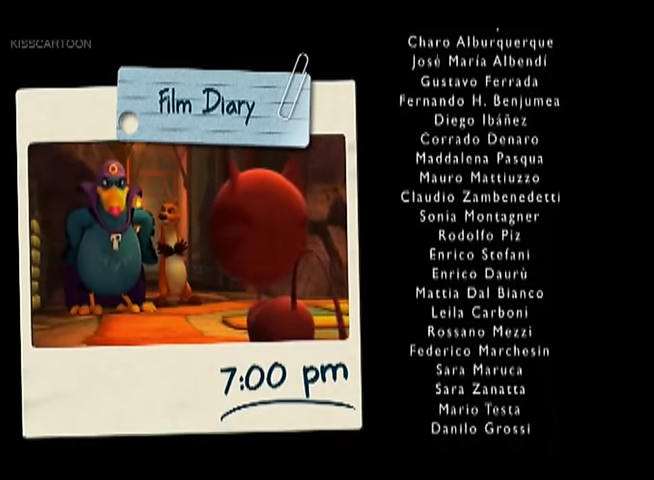 KISSCARTOON
Film Diary
7:00 pm
Charo Alburquerque
José María Albendí
Gustavo Ferrada
Fernando H. Benjumea
Diego Ibáñez
Corrado Denaro
Maddalena Pasqua
Mauro Mattiuzzo
Claudio Zambenedetti
Sonia Montagner
Rodolfo Piz
Enrico Stefani
Enrico Daurù
Mattia Dal Bianco
Leila Carboni
Rossano Mezzi
Federico Marchesin
Sara Maruca
Sara Zanatta
Mario Testa
Danilo Grossi